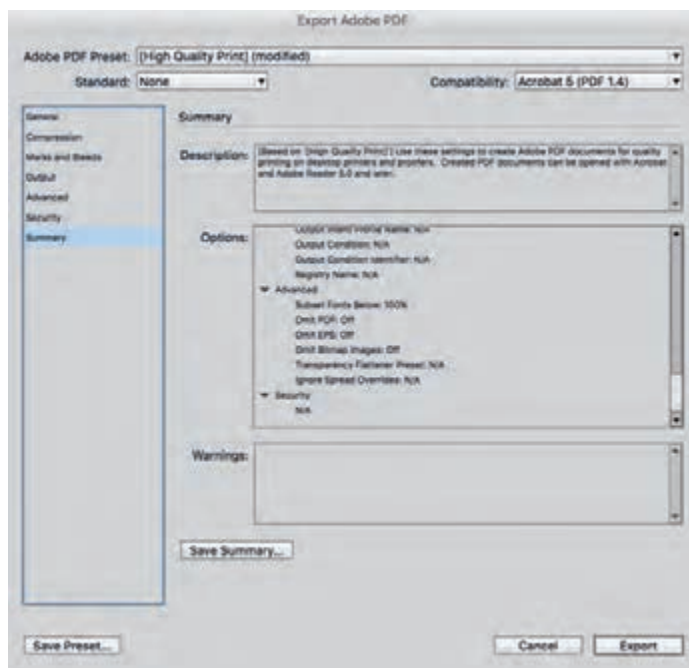 Export Adobe PDF
Adobe PDF Preset: [High Quality Print] (modified)
Standard: None Compatibility: Acrobat 5 (PDF 1.4)
General
Compression
Marks and Bleeds
Output
Advanced
Security
Summary
Summary
Description: [Based on '[High Quality Print]'] Use these settings to create Adobe PDF documents for quality
printing on desktop printers and proofers. Created PDF documents can be opened with Acrobat
and Adobe Reader 5.0 and later.
Options:
Output Intent Profile Name: N/A
Output Condition: N/A
Output Condition Identifier: N/A
Registry Name: N/A
Advanced
Subset Fonts Below: 100%
Omit PDF: Off
Omit EPS: Off
Omit Bitmap Images: Off
Transparency Flattener Preset: N/A
Ignore Spread Overrides: N/A
Security
N/A
Warnings:
Save Summary...
Save Preset... Cancel Export